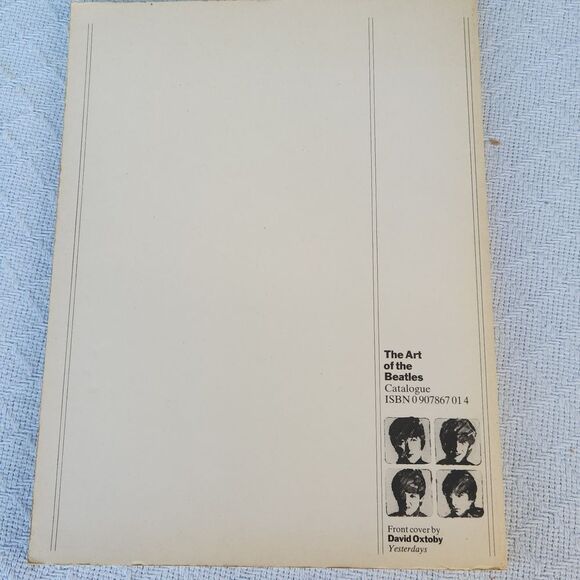 The Art
of the
Beatles
Catalogue
ISBN 0 907867 01 4
Front cover by
David Oxtoby
Yesterdays